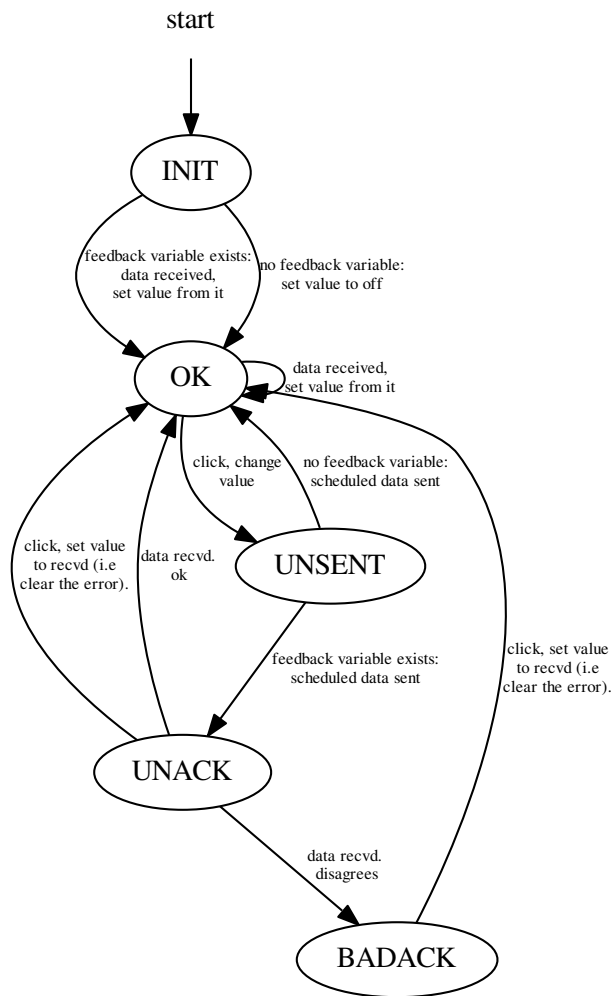 start
INIT
feedback variable exists:
data received,
set value from it
no feedback variable:
set value to off
OK
data received,
set value from it
click, change
value
no feedback variable:
scheduled data sent
click, set value
to recvd (i.e
clear the error).
data recvd.
ok
UNSENT
feedback variable exists:
scheduled data sent
click, set value
to recvd (i.e
clear the error).
UNACK
data recvd.
disagrees
BADACK